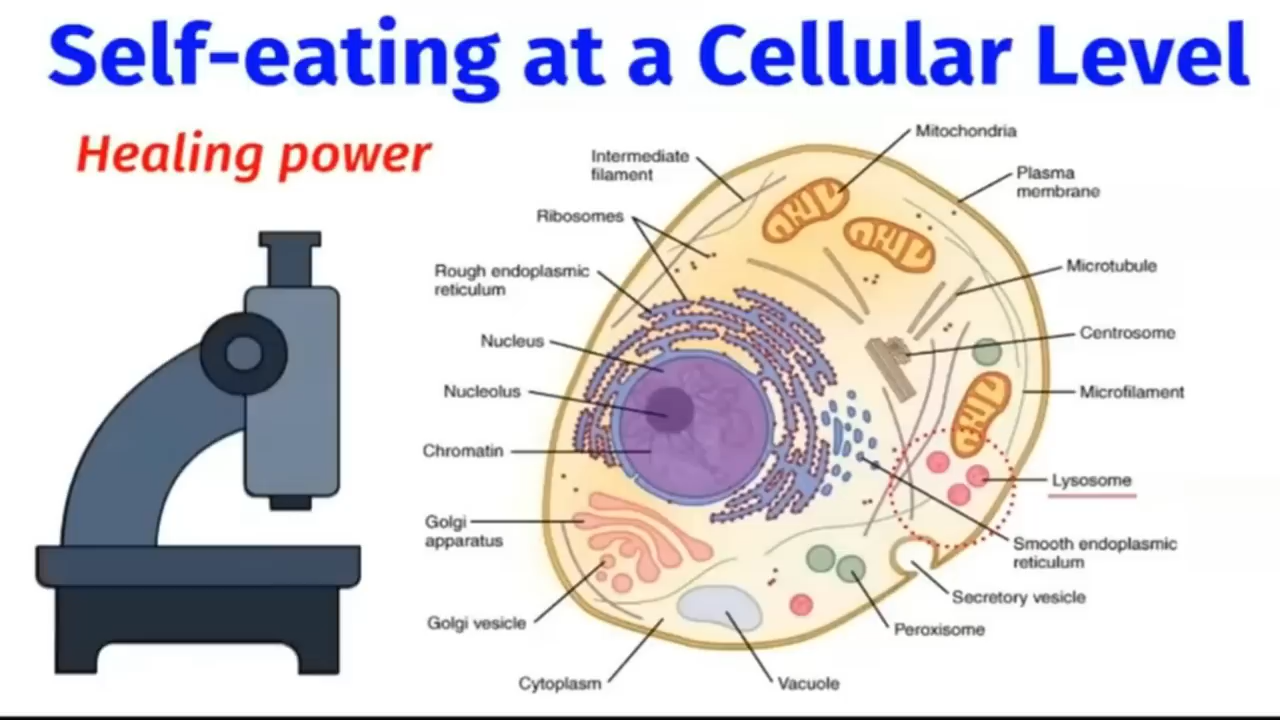 Self-eating at a Cellular Level
Healing power
Mitochondria
Intermediate
filament
Plasma
membrane
Ribosomes
Rough endoplasmic
reticulum
Microtubule
Nucleus
Centrosome
Nucleolus
Microfilament
Chromatin
Lysosome
Golgi
apparatus
Smooth endoplasmic
reticulum
Secretory vesicle
Golgi vesicle
Peroxisome
Cytoplasm
Vacuole